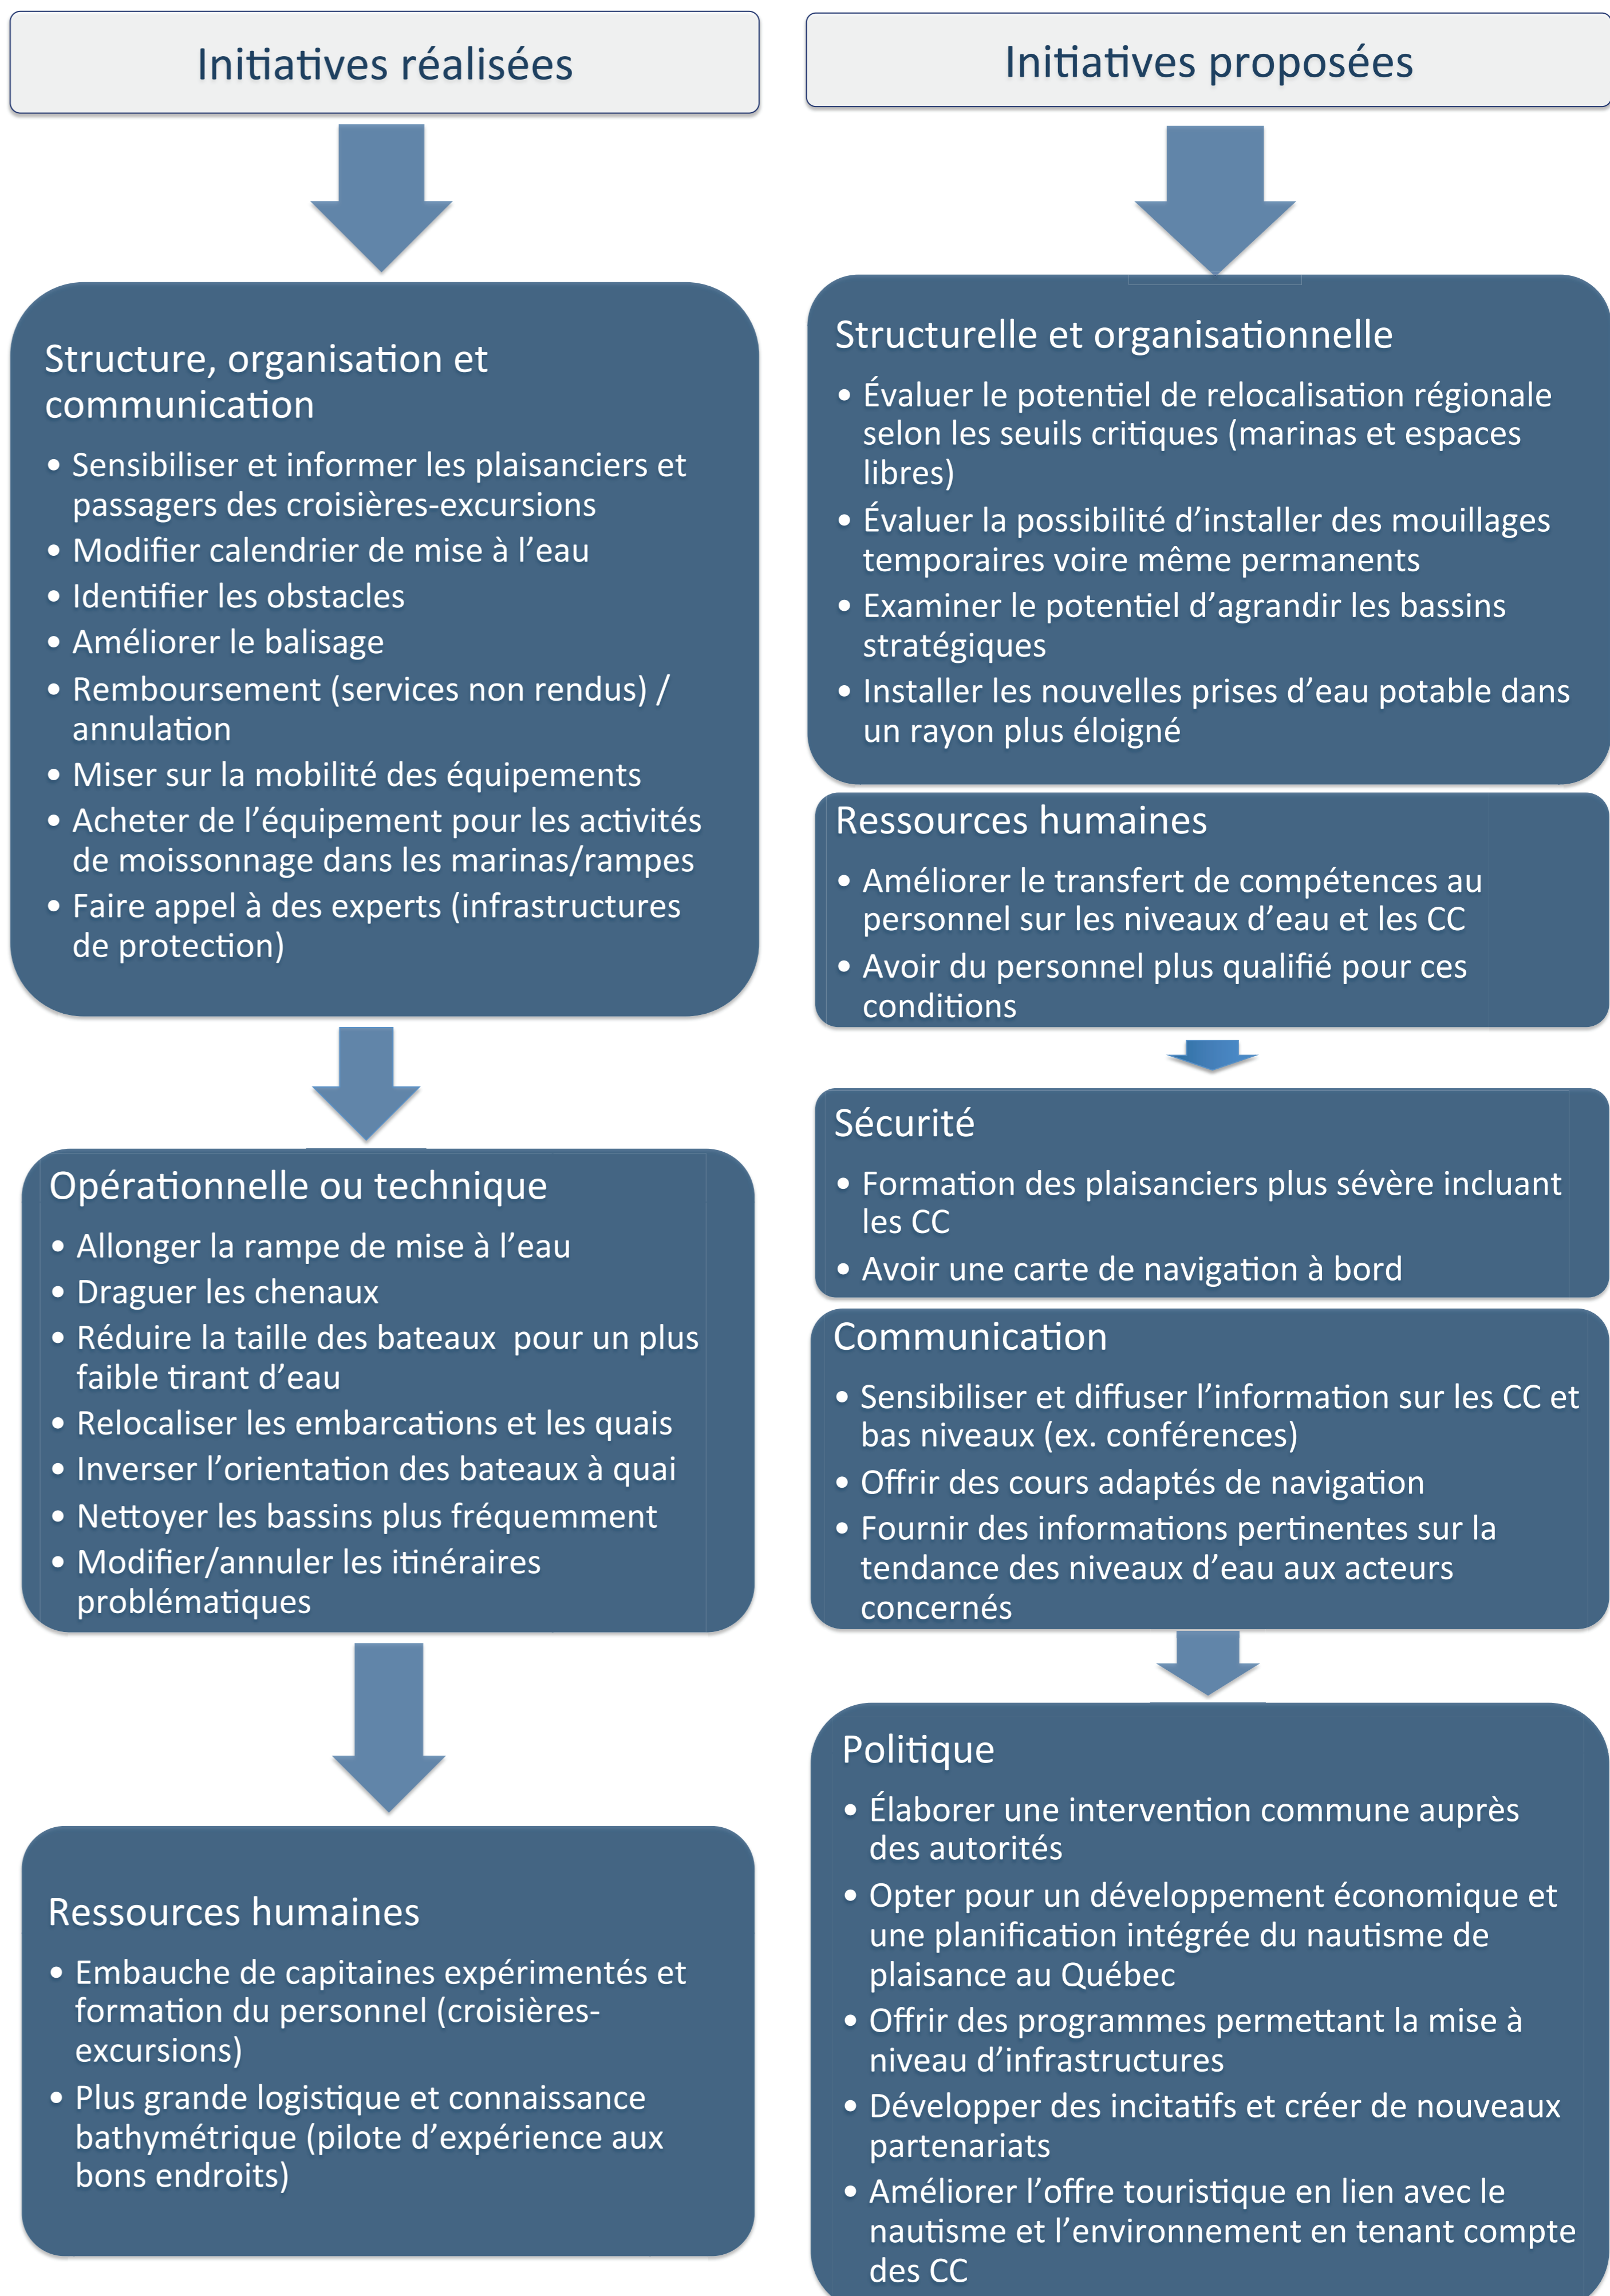 Initiatives réalisées
Structure, organisation et
communication
• Sensibiliser et informer les plaisanciers et
passagers des croisières-excursions
• Modifier calendrier de mise à l’eau
• Identifier les obstacles
• Améliorer le balisage
• Remboursement (services non rendus) /
annulation
• Miser sur la mobilité des équipements
• Acheter de l’équipement pour les activités
de moissonnage dans les marinas/rampes
• Faire appel à des experts (infrastructures
de protection)
Opérationnelle ou technique
• Allonger la rampe de mise à l’eau
• Draguer les chenaux
• Réduire la taille des bateaux pour un plus
faible tirant d’eau
• Relocaliser les embarcations et les quais
• Inverser l’orientation des bateaux à quai
• Nettoyer les bassins plus fréquemment
• Modifier/annuler les itinéraires
problématiques
Ressources humaines
• Embauche de capitaines expérimentés et
formation du personnel (croisières-
excursions)
• Plus grande logistique et connaissance
bathymétrique (pilote d’expérience aux
bons endroits)
Initiatives proposées
Structurelle et organisationnelle
• Évaluer le potentiel de relocalisation régionale
selon les seuils critiques (marinas et espaces
libres)
• Évaluer la possibilité d’installer des mouillages
temporaires voire même permanents
• Examiner le potentiel d’agrandir les bassins
stratégiques
• Installer les nouvelles prises d’eau potable dans
un rayon plus éloigné
Ressources humaines
• Améliorer le transfert de compétences au
personnel sur les niveaux d’eau et les CC
• Avoir du personnel plus qualifié pour ces
conditions
Sécurité
• Formation des plaisanciers plus sévère incluant
les CC
• Avoir une carte de navigation à bord
Communication
• Sensibiliser et diffuser l’information sur les CC et
bas niveaux (ex. conférences)
• Offrir des cours adaptés de navigation
• Fournir des informations pertinentes sur la
tendance des niveaux d’eau aux acteurs
concernés
Politique
• Élaborer une intervention commune auprès
des autorités
• Opter pour un développement économique et
une planification intégrée du nautisme de
plaisance au Québec
• Offrir des programmes permettant la mise à
niveau d’infrastructures
• Développer des incitatifs et créer de nouveaux
partenariats
• Améliorer l’offre touristique en lien avec le
nautisme et l’environnement en tenant compte
des CC